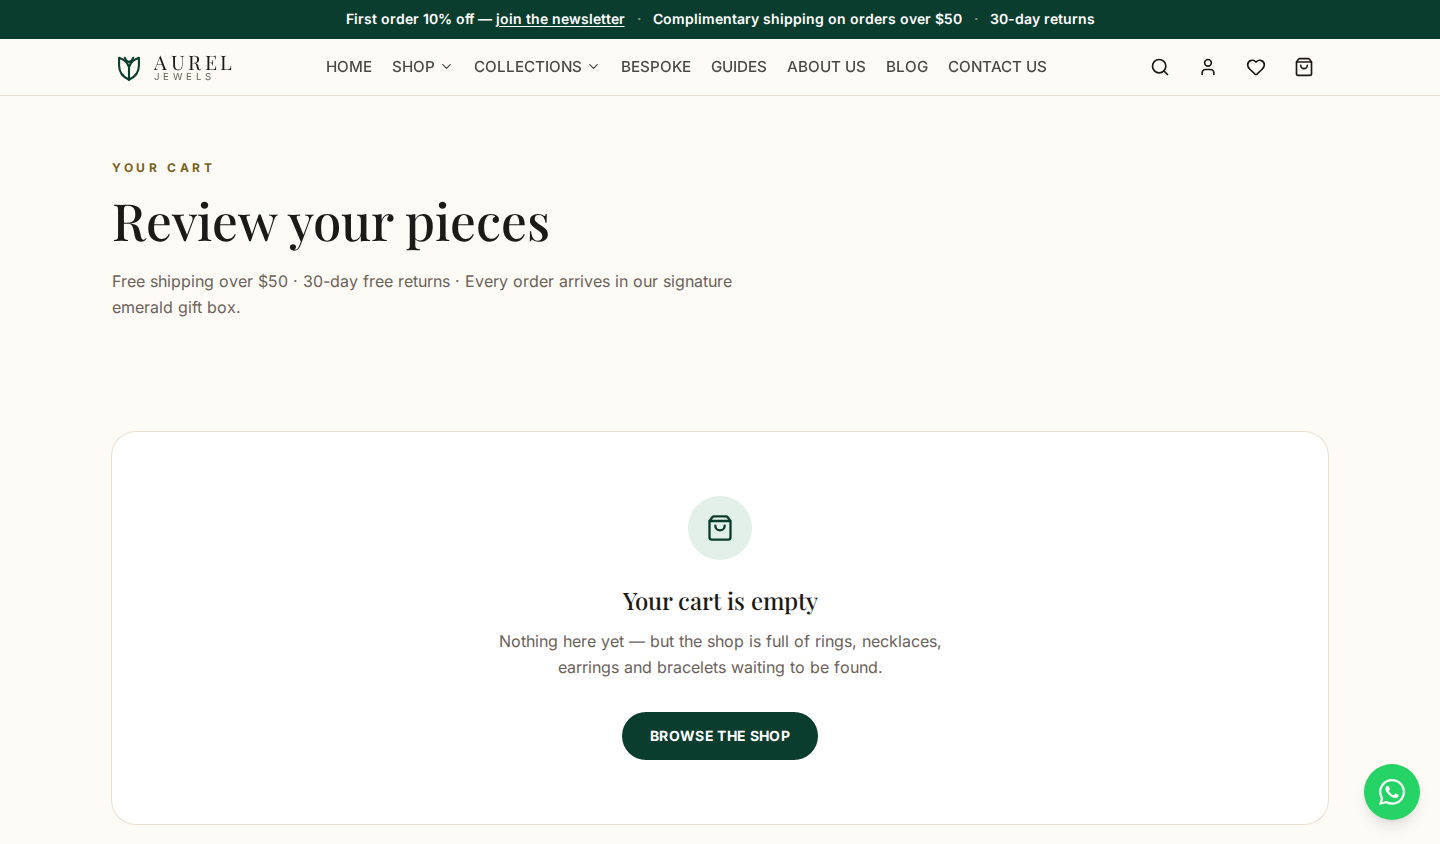 First order 10% off — join the newsletter · Complimentary shipping on orders over $50 · 30-day returns
AUREL
JEWELS
HOME SHOP COLLECTIONS BESPOKE GUIDES ABOUT US BLOG CONTACT US
YOUR CART
Review your pieces
Free shipping over $50 · 30-day free returns · Every order arrives in our signature
emerald gift box.
Your cart is empty
Nothing here yet — but the shop is full of rings, necklaces,
earrings and bracelets waiting to be found.
BROWSE THE SHOP